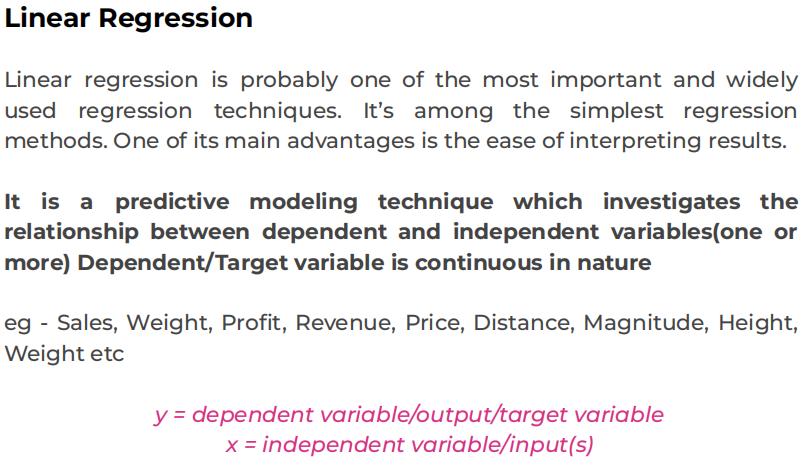 Linear Regression
Linear regression is probably one of the most important and widely
used regression techniques. It’s among the simplest regression
methods. One of its main advantages is the ease of interpreting results.
It is a predictive modeling technique which investigates the
relationship between dependent and independent variables(one or
more) Dependent/Target variable is continuous in nature
eg - Sales, Weight, Profit, Revenue, Price, Distance, Magnitude, Height,
Weight etc
y = dependent variable/output/target variable
x = independent variable/input(s)